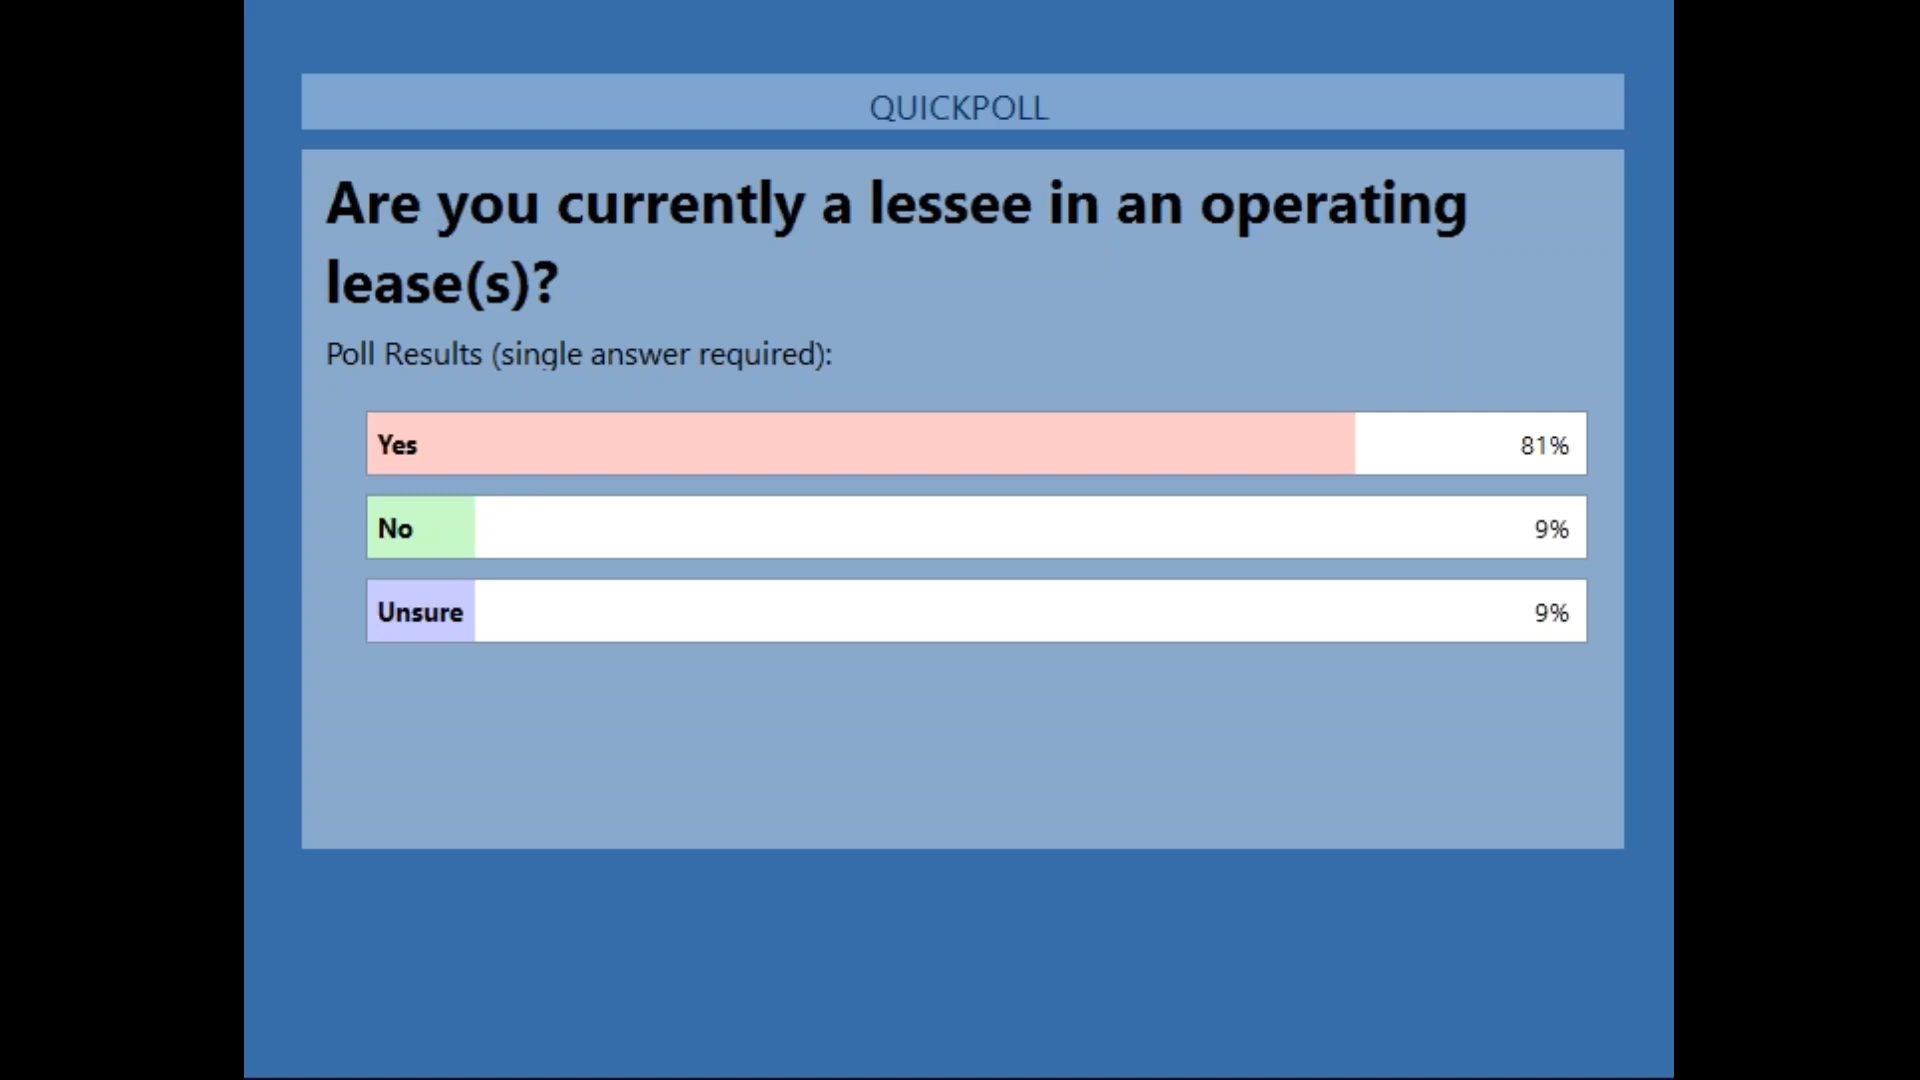 QUICKPOLL
Are you currently a lessee in an operating
lease(s)?
Poll Results (single answer required):
Yes 81%
No 9%
Unsure 9%